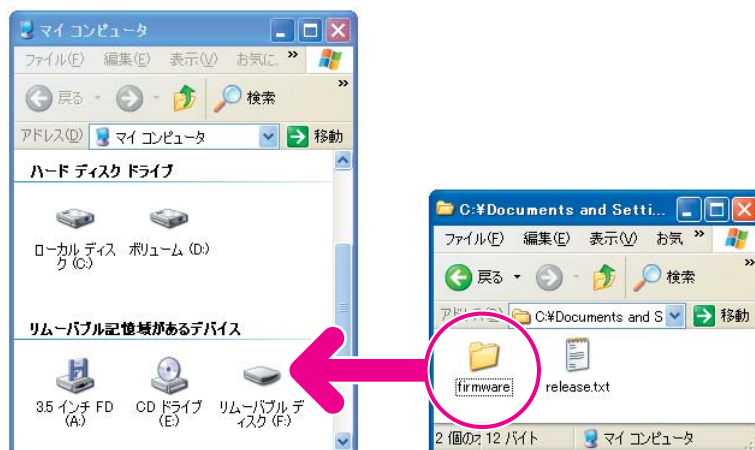 マイ コンピュータ
ファイル(F) 編集(E) 表示(V) お気に »
戻る 検索 »
アドレス(D) マイ コンピュータ 移動
ハード ディスク ドライブ
ローカル ディス
ク (C:)
ボリューム (D:)
リムーバブル記憶域があるデバイス
3.5 インチ FD
(A:)
CD ドライブ
(E:)
リムーバブル デ
ィスク (F:)
C:¥Documents and Setti...
ファイル(F) 編集(E) 表示(V) お気 »
戻る 検索 »
アドレス(D) C:¥Documents and S 移動
firmware
release.txt
2 個の 12 バイト マイ コンピュータ